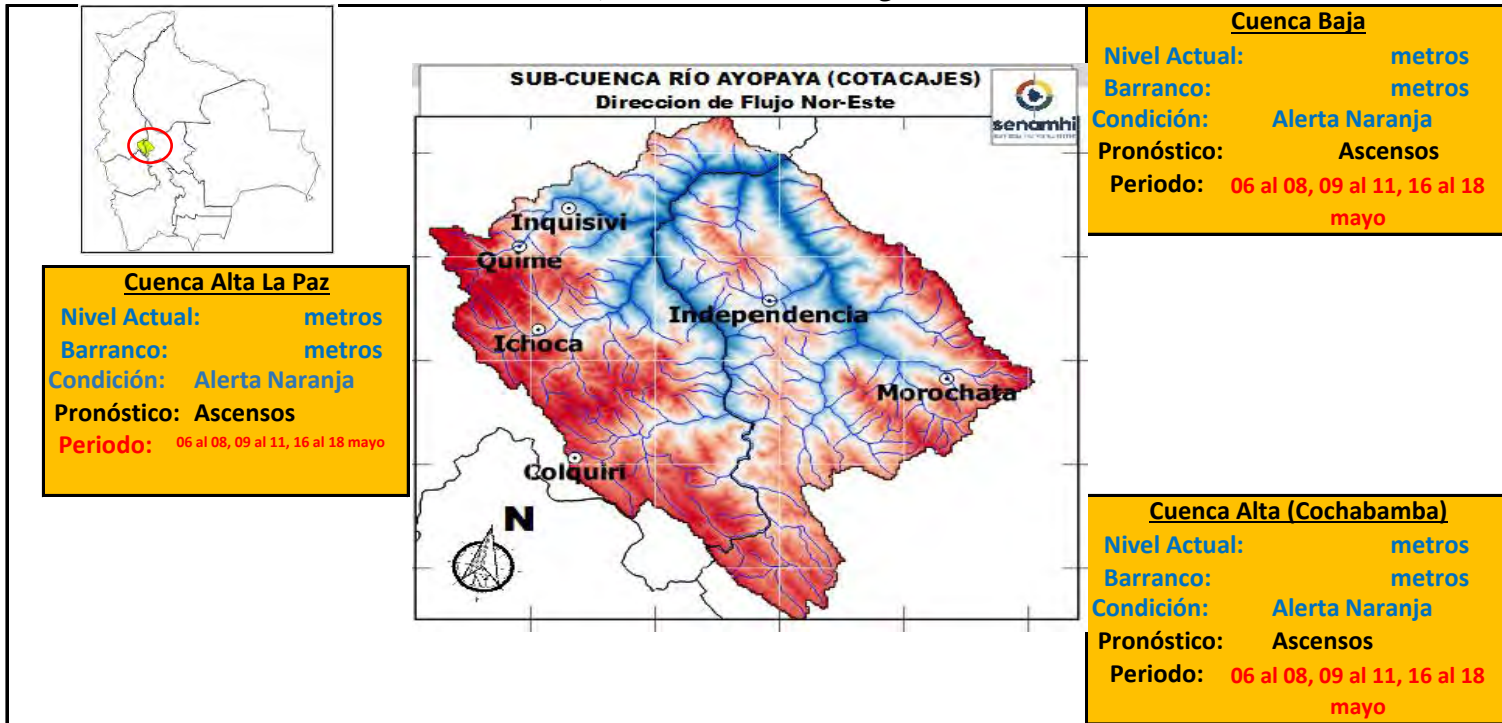 Cuenca Baja
Nivel Actual: metros
Barranco: metros
Condición: Alerta Naranja
Pronóstico: Ascensos
Periodo: 06 al 08, 09 al 11, 16 al 18
mayo
SUB-CUENCA RÍO AYOPAYA (COTACAJES)
Direccion de Flujo Nor-Este
senamhi
Inquisivi
Quime
Independencia
Ichoca
Morochata
Colquiri
N
Cuenca Alta La Paz
Nivel Actual: metros
Barranco: metros
Condición: Alerta Naranja
Pronóstico: Ascensos
Periodo: 06 al 08, 09 al 11, 16 al 18 mayo
Cuenca Alta (Cochabamba)
Nivel Actual: metros
Barranco: metros
Condición: Alerta Naranja
Pronóstico: Ascensos
Periodo: 06 al 08, 09 al 11, 16 al 18
mayo